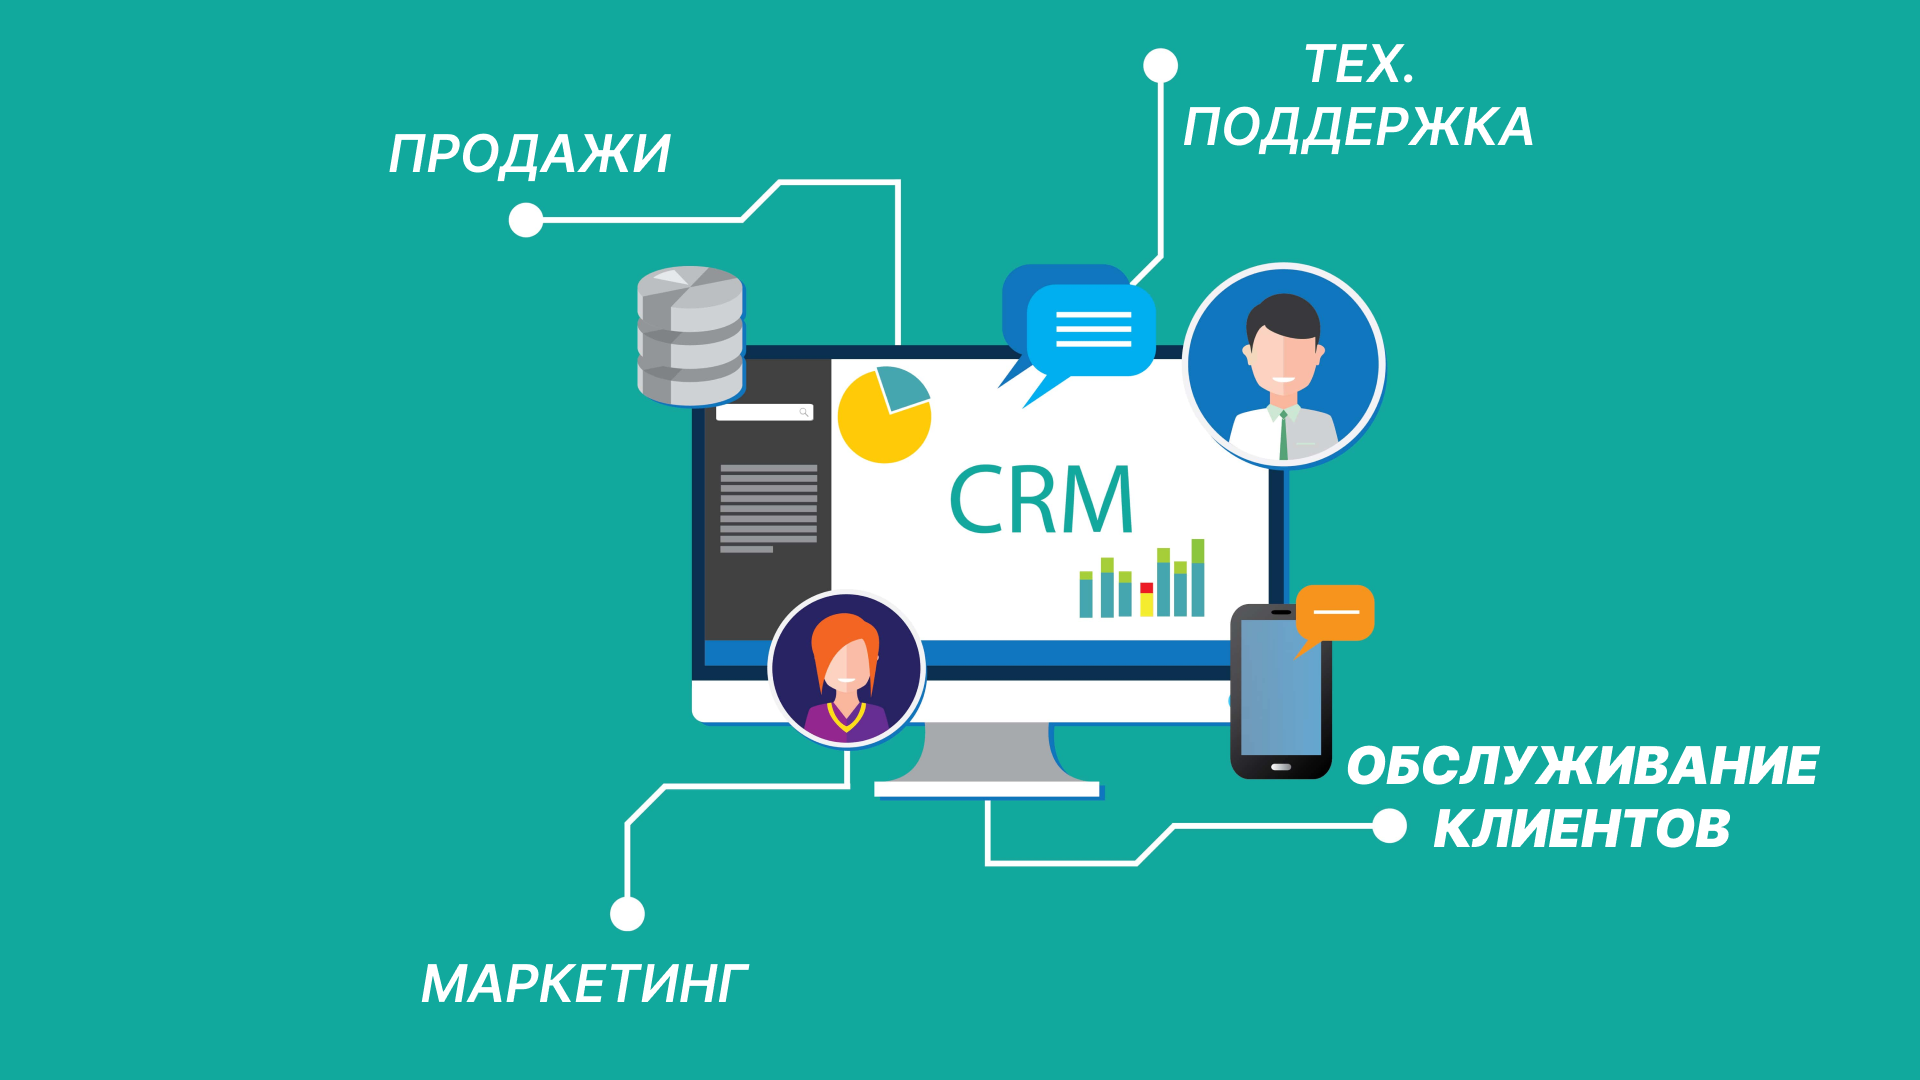 ТЕХ.
ПОДДЕРЖКА
ПРОДАЖИ
CRM
ОБСЛУЖИВАНИЕ
КЛИЕНТОВ
МАРКЕТИНГ